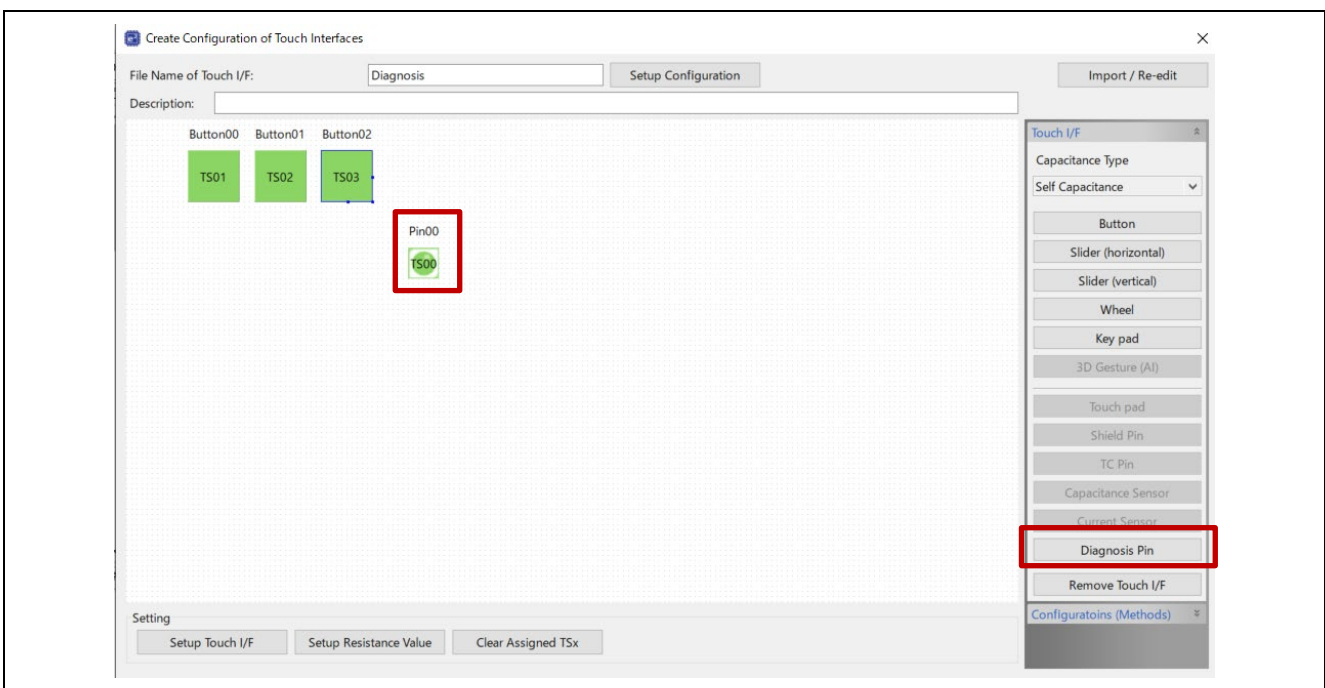 Create Configuration of Touch Interfaces
File Name of Touch I/F: Diagnosis Setup Configuration Import / Re-edit
Description:
Button00 Button01 Button02
TS01 TS02 TS03
Pin00
TS00
Touch I/F
Capacitance Type
Self Capacitance
Button
Slider (horizontal)
Slider (vertical)
Wheel
Key pad
3D Gesture (AI)
Touch pad
Shield Pin
TC Pin
Capacitance Sensor
Current Sensor
Diagnosis Pin
Remove Touch I/F
Configuratoins (Methods)
Setting
Setup Touch I/F Setup Resistance Value Clear Assigned TSx